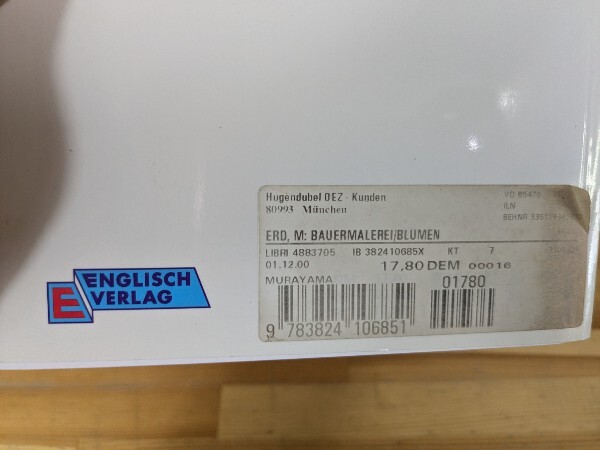 Hugendubel OEZ - Kunden
80993 München
ERD, M: BAUERMALEREI/BLUMEN
LIBRI 4883705 IB 382410685X KT 7
01.12.00 17,80 DEM 00016
MURAYAMA 01780
9 783824 106851
ILN
ENGLISCH
VERLAG
E